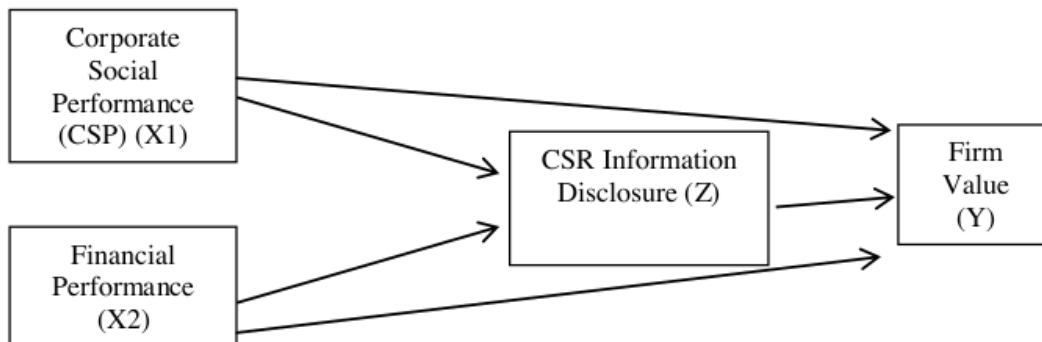 Corporate
Social
Performance
(CSP) (X1)
CSR Information
Disclosure (Z)
Firm
Value
(Y)
Financial
Performance
(X2)